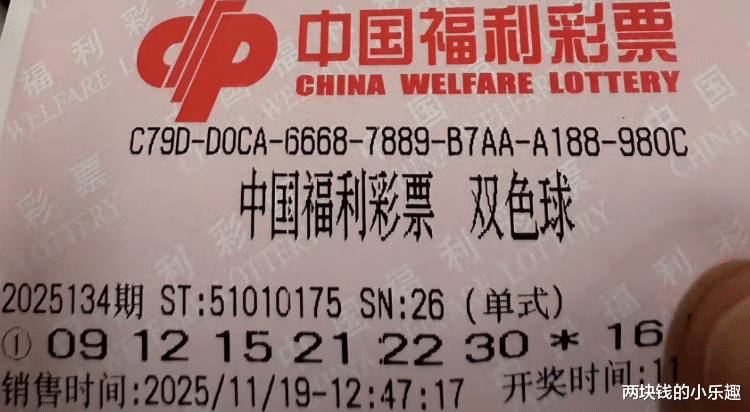 中国福利彩票
CHINA WELFARE LOTTERY
C79D-D0CA-6668-7889-B7AA-A188-980C
中国福利彩票 双色球
2025134期 ST:51010175 SN:26 (单式)
① 09 12 15 21 22 30 * 16
销售时间:2025/11/19-12:47:17 开奖时间:11
两块钱的小乐趣